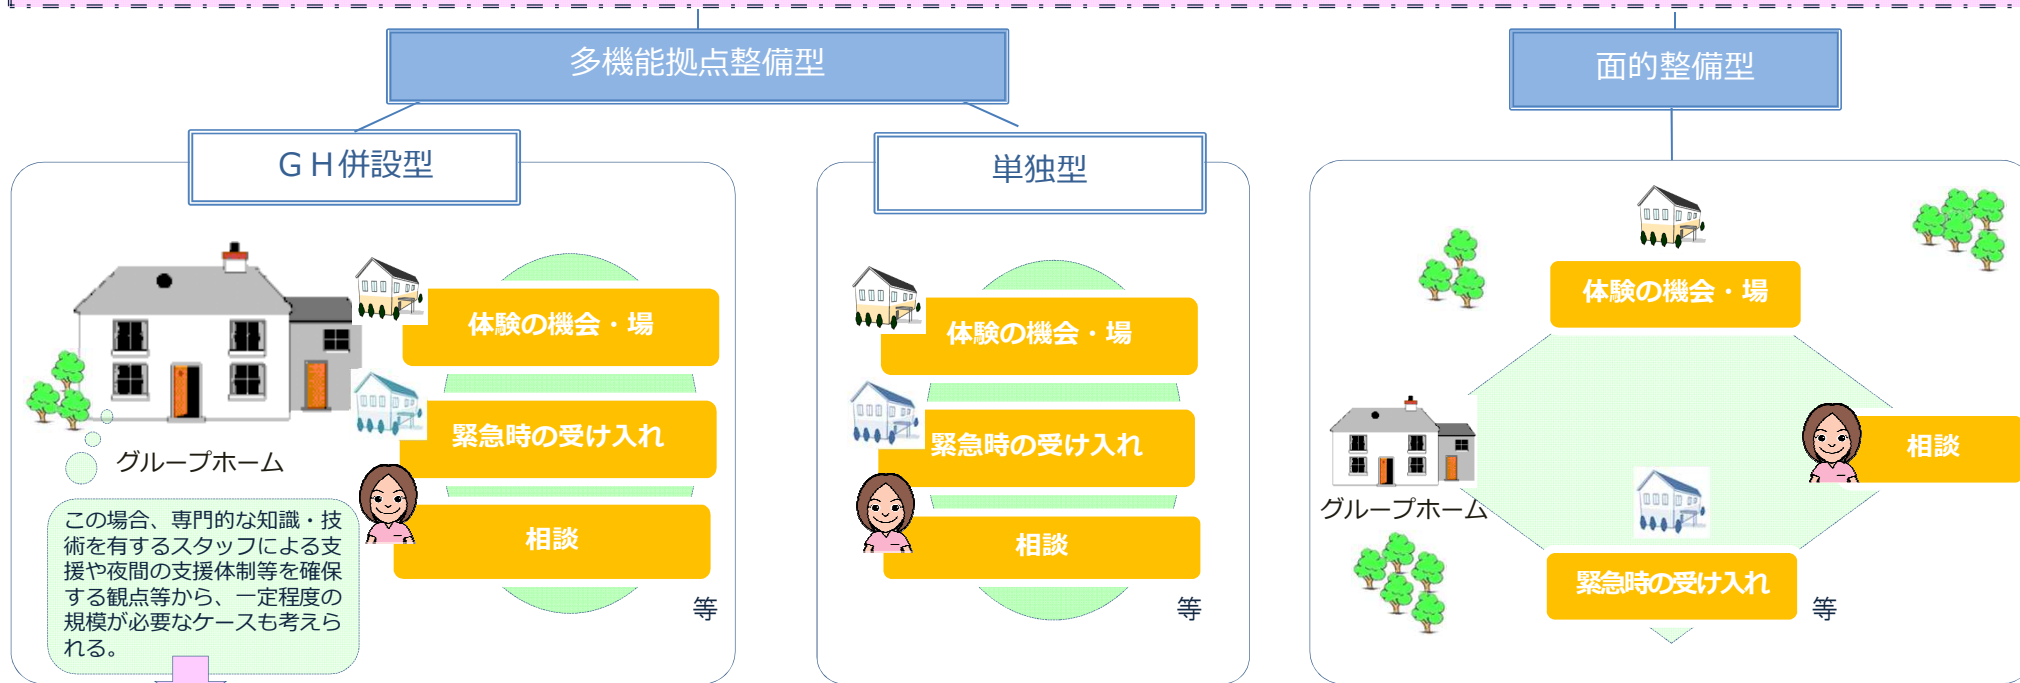 多機能拠点整備型
面的整備型
ＧＨ併設型
単独型
体験の機会・場
緊急時の受け入れ
相談
等
グループホーム
この場合、専門的な知識・技
術を有するスタッフによる支
援や夜間の支援体制等を確保
する観点等から、一定程度の
規模が必要なケースも考えら
れる。
体験の機会・場
緊急時の受け入れ
相談
等
体験の機会・場
グループホーム
相談
緊急時の受け入れ
等